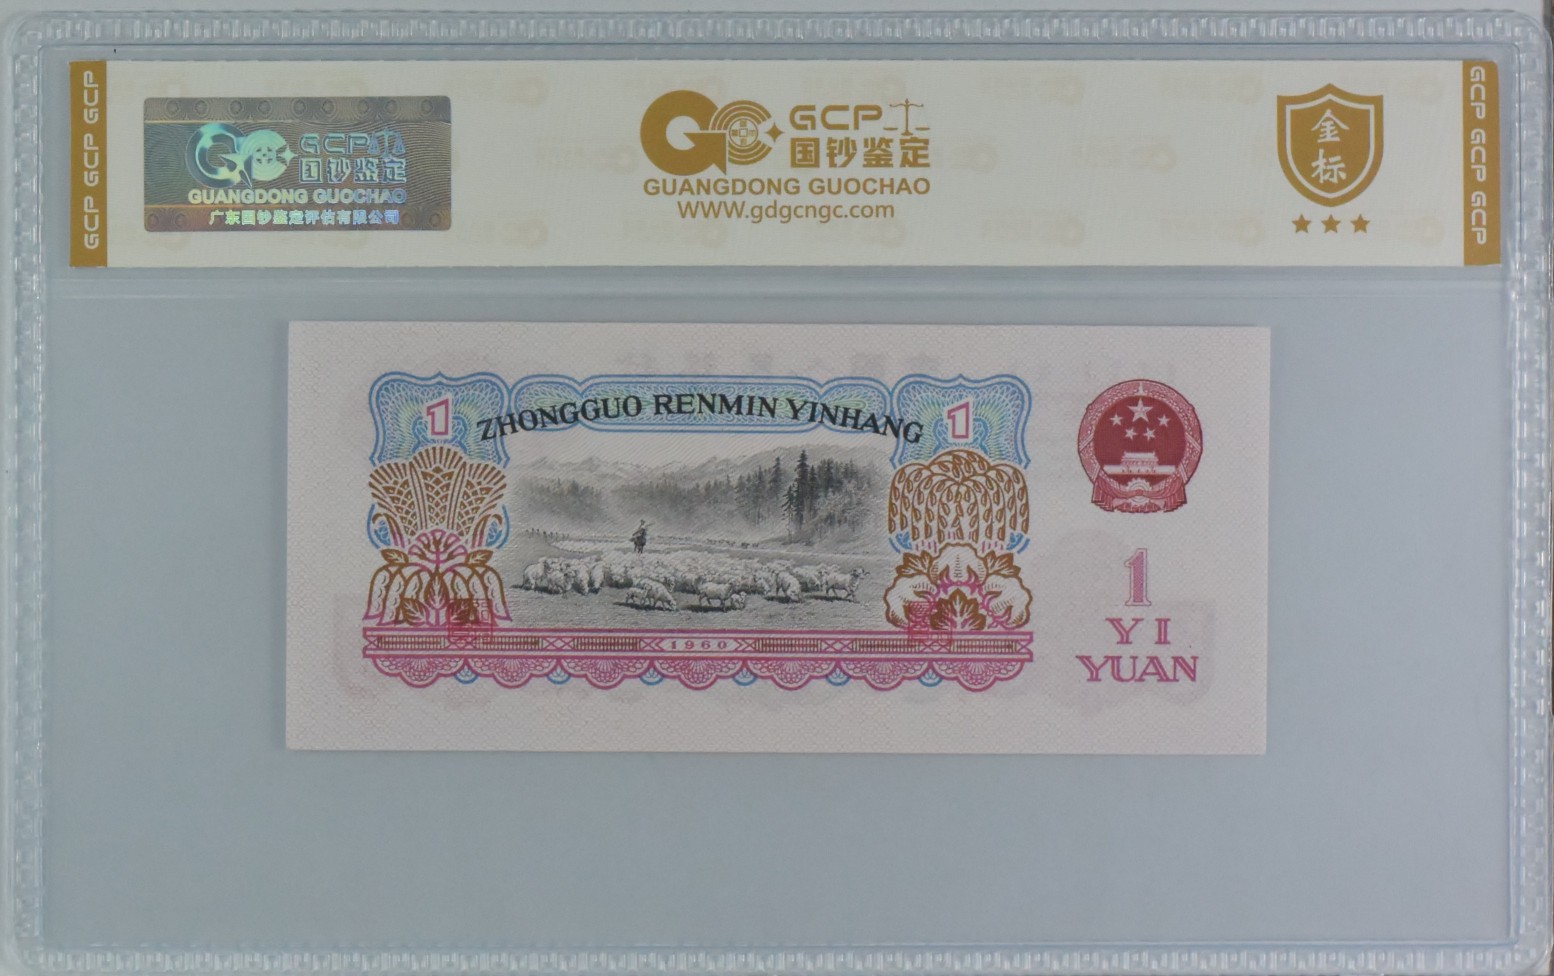 GCP GCP GCP
GCP
国钞鉴定
GUANGDONG GUOCHAO
广东国钞鉴定评估有限公司
GCP
国钞鉴定
GUANGDONG GUOCHAO
WWW.gdgcngc.com
金标
GCP GCP GCP
1
ZHONGGUO RENMIN YINHANG
1
1960
1
YI
YUAN